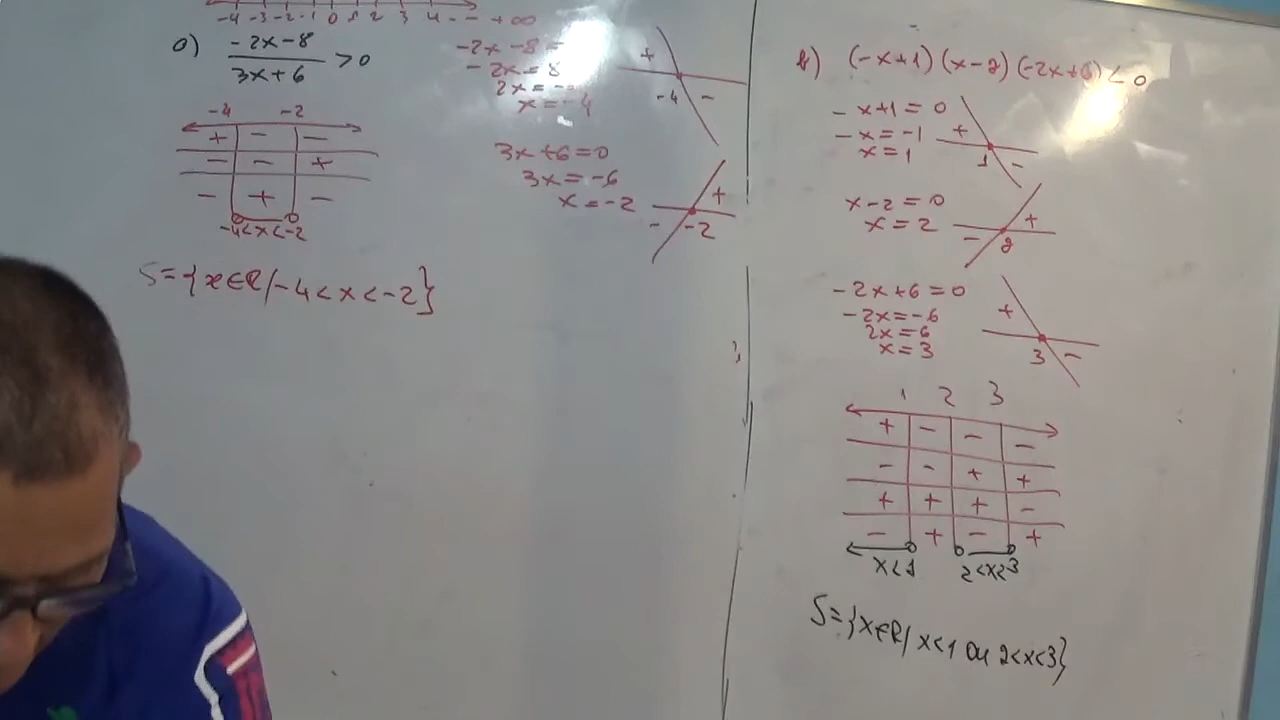 -4 -3 -2 -1 0 1 2 3 4 - - +∞
a) (-2x-8)/(3x+6) > 0
-2x-8=
-2x=8
2x=-
x=-4
+
-4 -
3x+6=0
3x=-6
x=-2
+
- -2
-4 -2
+ - -
- - +
- + -
-4<x<-2
S={x∈R/-4<x<-2}
b) (-x+1)(x-2)(-2x+6)<0
-x+1=0
-x=-1
x=1
+
1 -
x-2=0
x=2
+
- 2
-2x+6=0
-2x=-6
2x=6
x=3
+
3 -
1 2 3
+ - - -
- - + +
+ + + -
- + - +
x<1 2<x<3
S={x∈R/x<1 ou 2<x<3}